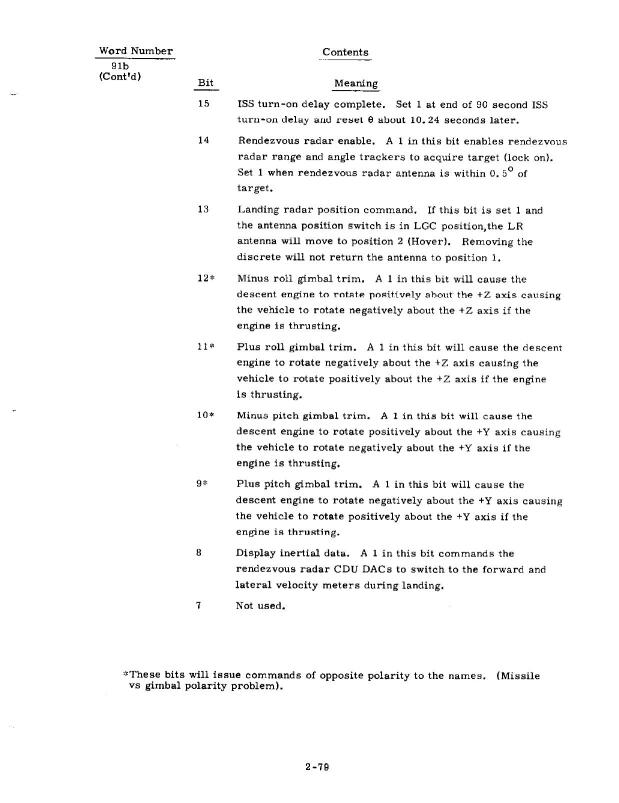 Word Number Contents
91b
(Cont'd)
Bit Meaning
15 ISS turn-on delay complete. Set 1 at end of 90 second ISS
turn-on delay and reset θ about 10.24 seconds later.
14 Rendezvous radar enable. A 1 in this bit enables rendezvous
radar range and angle trackers to acquire target (lock on).
Set 1 when rendezvous radar antenna is within 0.5° of
target.
13 Landing radar position command. If this bit is set 1 and
the antenna position switch is in LGC position,the LR
antenna will move to position 2 (Hover). Removing the
discrete will not return the antenna to position 1.
12* Minus roll gimbal trim. A 1 in this bit will cause the
descent engine to rotate positively about the +Z axis causing
the vehicle to rotate negatively about the +Z axis if the
engine is thrusting.
11* Plus roll gimbal trim. A 1 in this bit will cause the descent
engine to rotate negatively about the +Z axis causing the
vehicle to rotate positively about the +Z axis if the engine
is thrusting.
10* Minus pitch gimbal trim. A 1 in this bit will cause the
descent engine to rotate positively about the +Y axis causing
the vehicle to rotate negatively about the +Y axis if the
engine is thrusting.
9* Plus pitch gimbal trim. A 1 in this bit will cause the
descent engine to rotate negatively about the +Y axis causing
the vehicle to rotate positively about the +Y axis if the
engine is thrusting.
8 Display inertial data. A 1 in this bit commands the
rendezvous radar CDU DACs to switch to the forward and
lateral velocity meters during landing.
7 Not used.
*These bits will issue commands of opposite polarity to the names. (Missile
vs gimbal polarity problem).
2-79